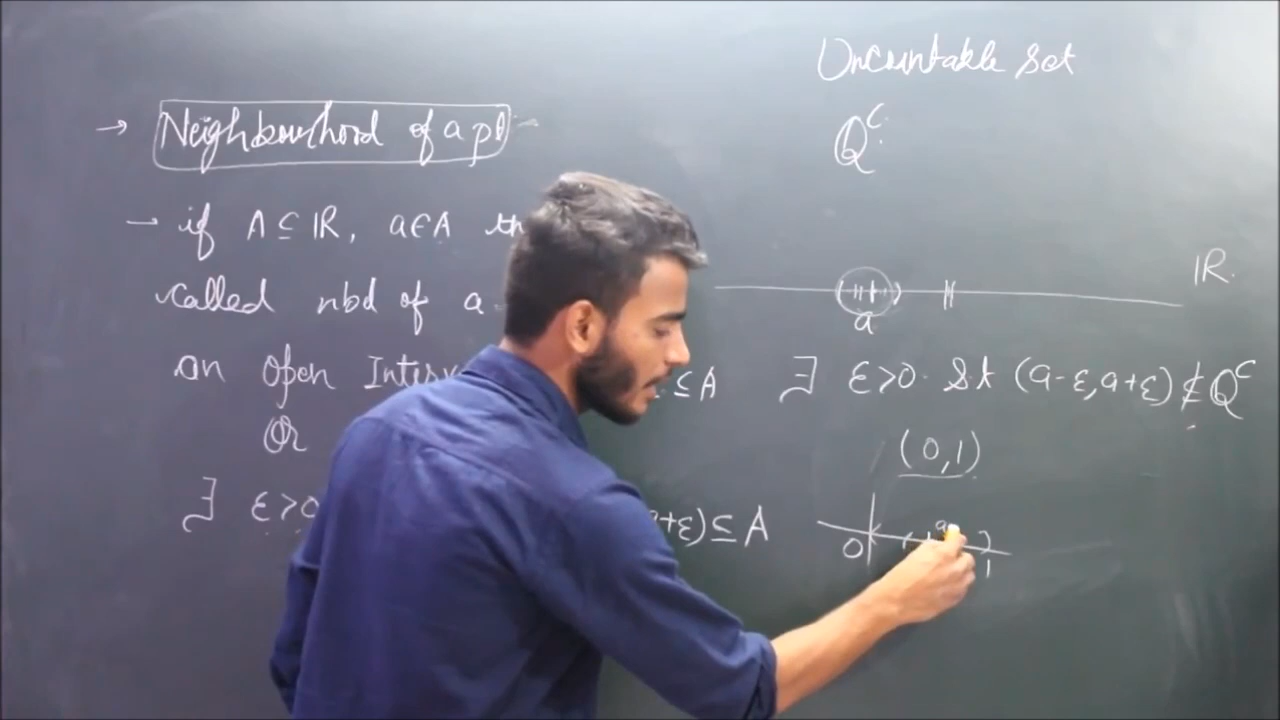 → Neighbourhood of a pt
→ if A ⊆ ℝ, a∈A th
called nbd of a
an open Interv ⊆A
Or
∃ ε>0 a+ε) ⊆ A
Uncountable Set
Q^c
ℝ.
a
∃ ε>0. S.t (a-ε, a+ε) ⊄ Q^c
(0,1)
a
0 1